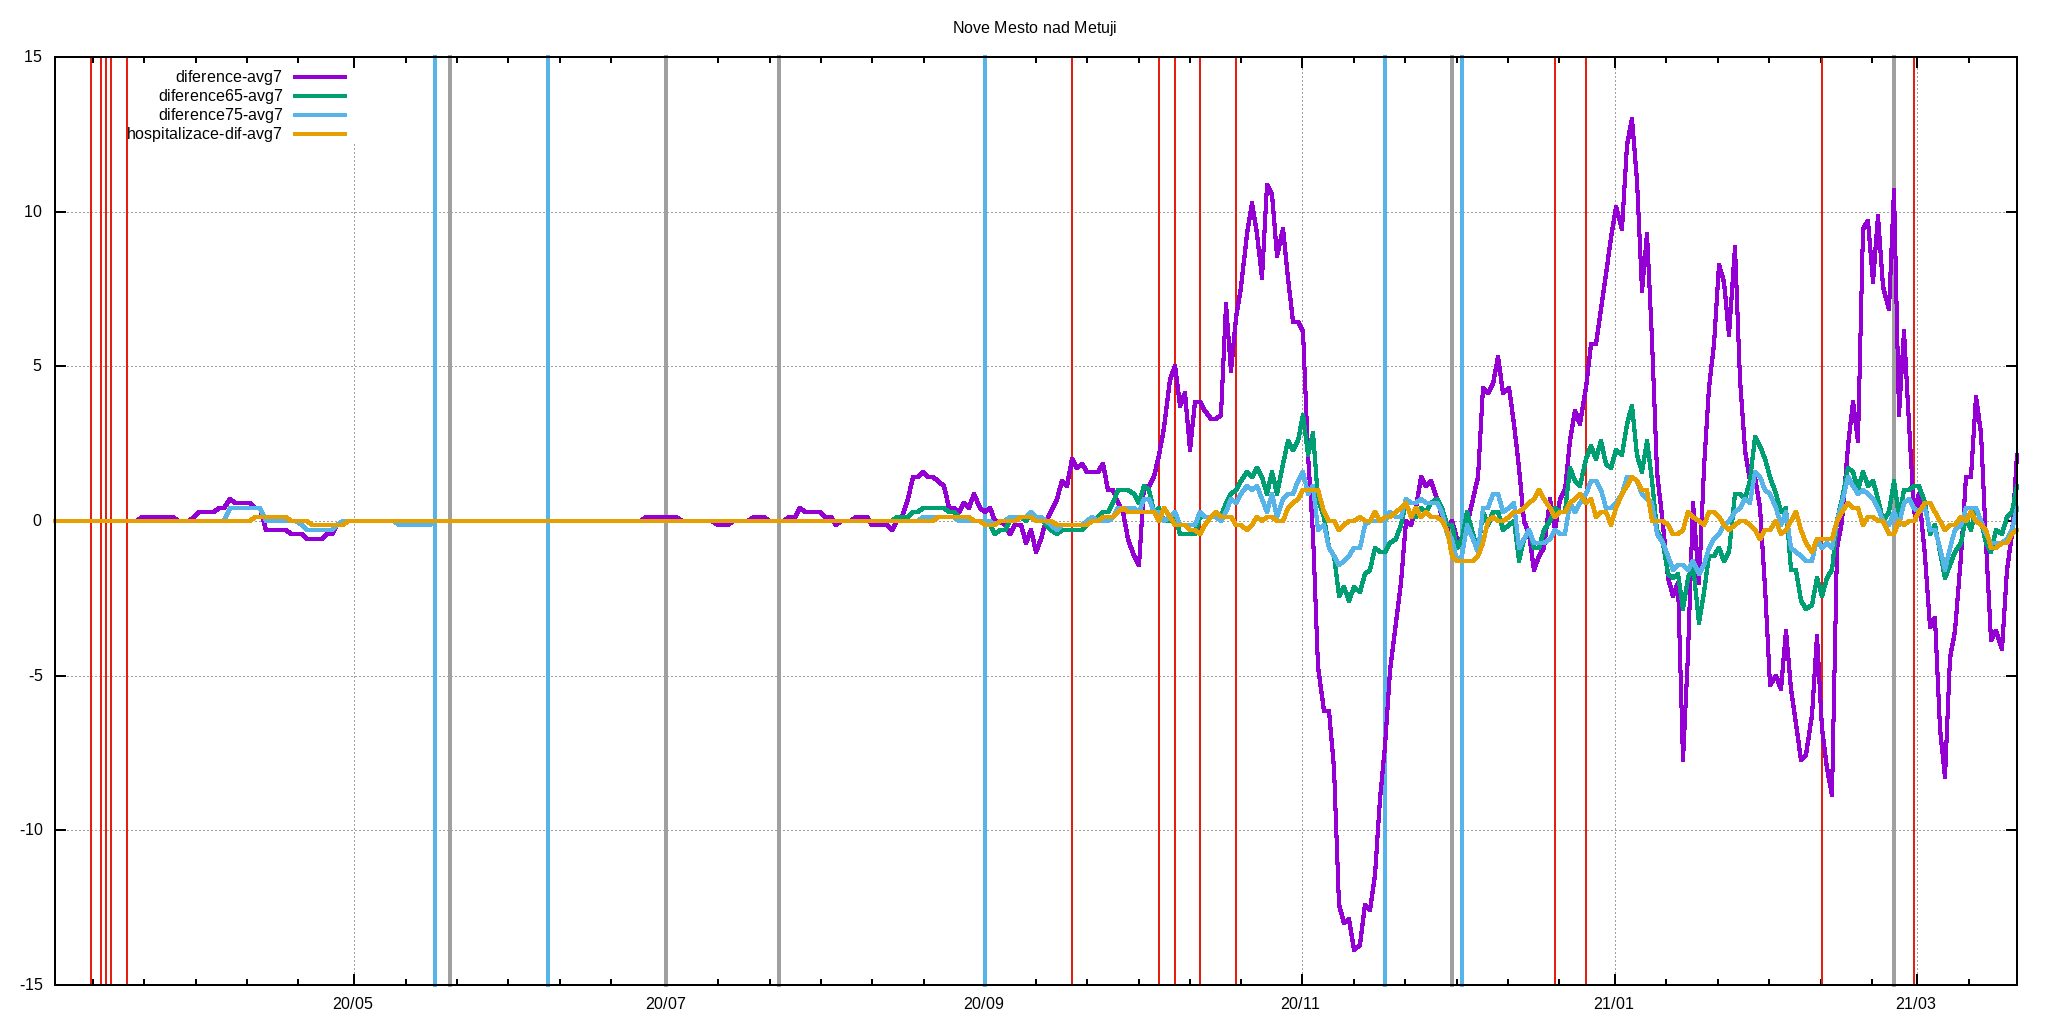 Nove Mesto nad Metuji
diference-avg7
diference65-avg7
diference75-avg7
hospitalizace-dif-avg7
15
10
5
0
-5
-10
-15
20/05
20/07
20/09
20/11
21/01
21/03